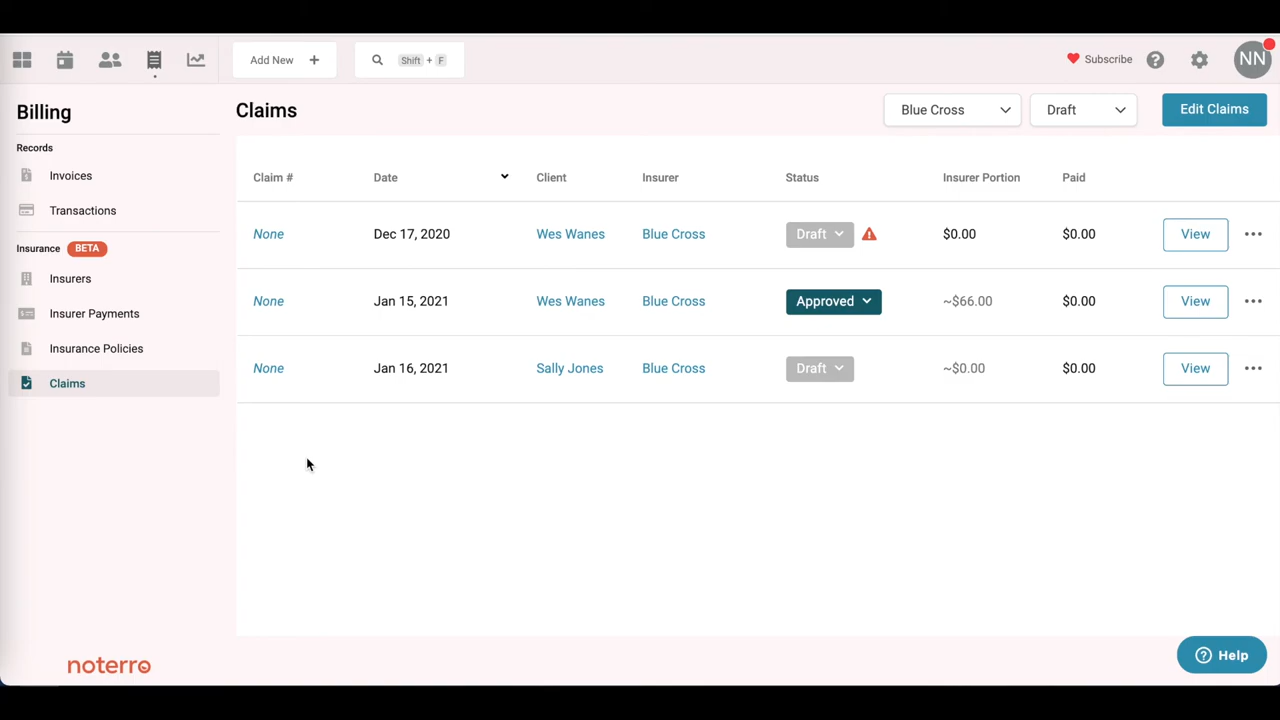 Add New +
Shift + F
Subscribe
NN
Billing
Records
Invoices
Transactions
Insurance BETA
Insurers
Insurer Payments
Insurance Policies
Claims
noterro
Claims
Blue Cross
Draft
Edit Claims
Claim # Date Client Insurer Status Insurer Portion Paid
None Dec 17, 2020 Wes Wanes Blue Cross Draft $0.00 $0.00 View
None Jan 15, 2021 Wes Wanes Blue Cross Approved ~$66.00 $0.00 View
None Jan 16, 2021 Sally Jones Blue Cross Draft ~$0.00 $0.00 View
Help